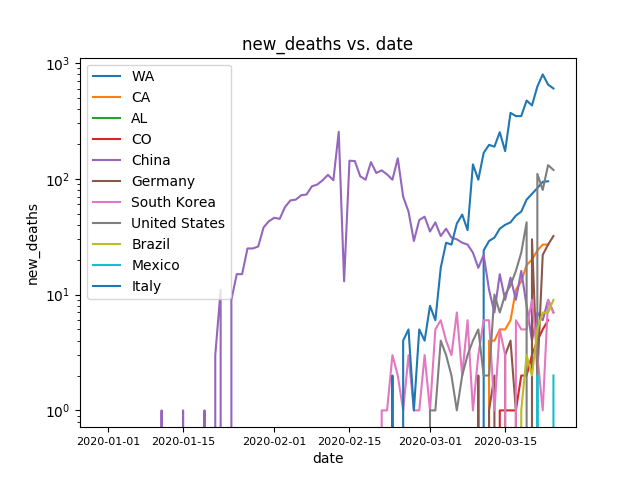 new_deaths vs. date
10³
10²
10¹
10⁰
new_deaths
WA
CA
AL
CO
China
Germany
South Korea
United States
Brazil
Mexico
Italy
2020-01-01 2020-01-15 2020-02-01 2020-02-15 2020-03-01 2020-03-15
date